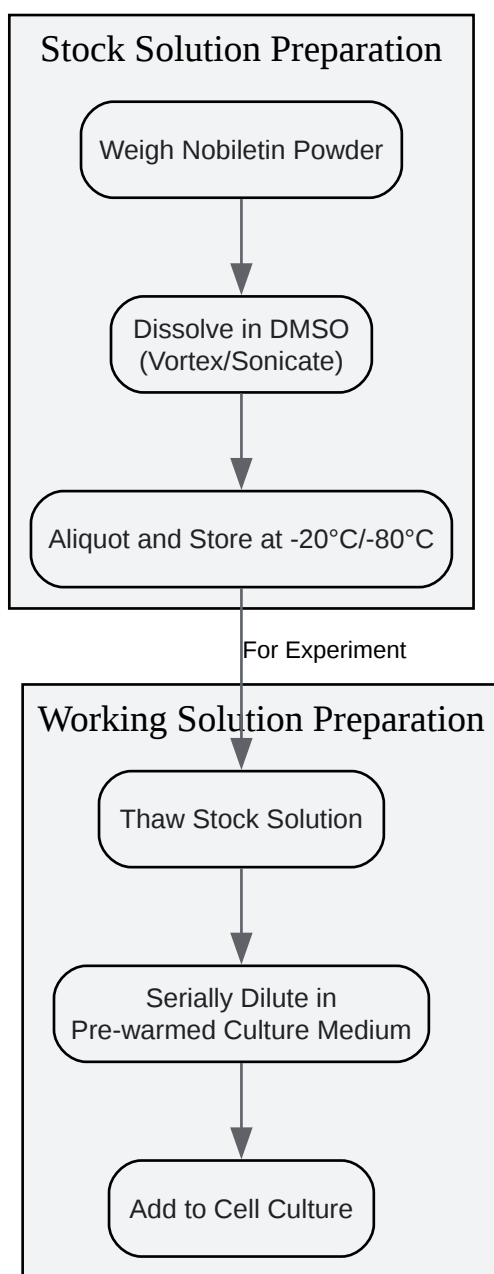 Stock Solution Preparation
Weigh Nobiletin Powder
Dissolve in DMSO
(Vortex/Sonicate)
Aliquot and Store at -20°C/-80°C
For Experiment
Working Solution Preparation
Thaw Stock Solution
Serially Dilute in
Pre-warmed Culture Medium
Add to Cell Culture